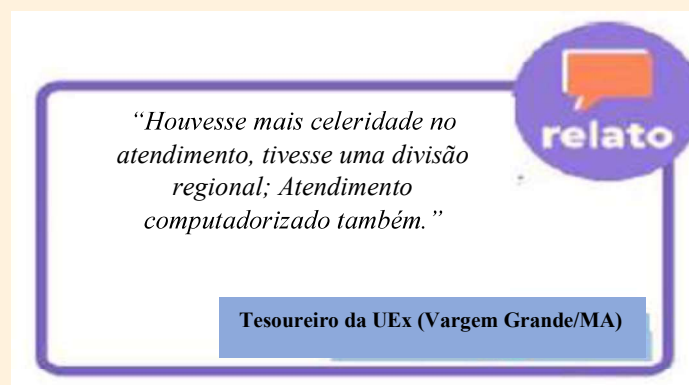 relato
“Houvesse mais celeridade no
atendimento, tivesse uma divisão
regional; Atendimento
computadorizado também.”
Tesoureiro da UEx (Vargem Grande/MA)